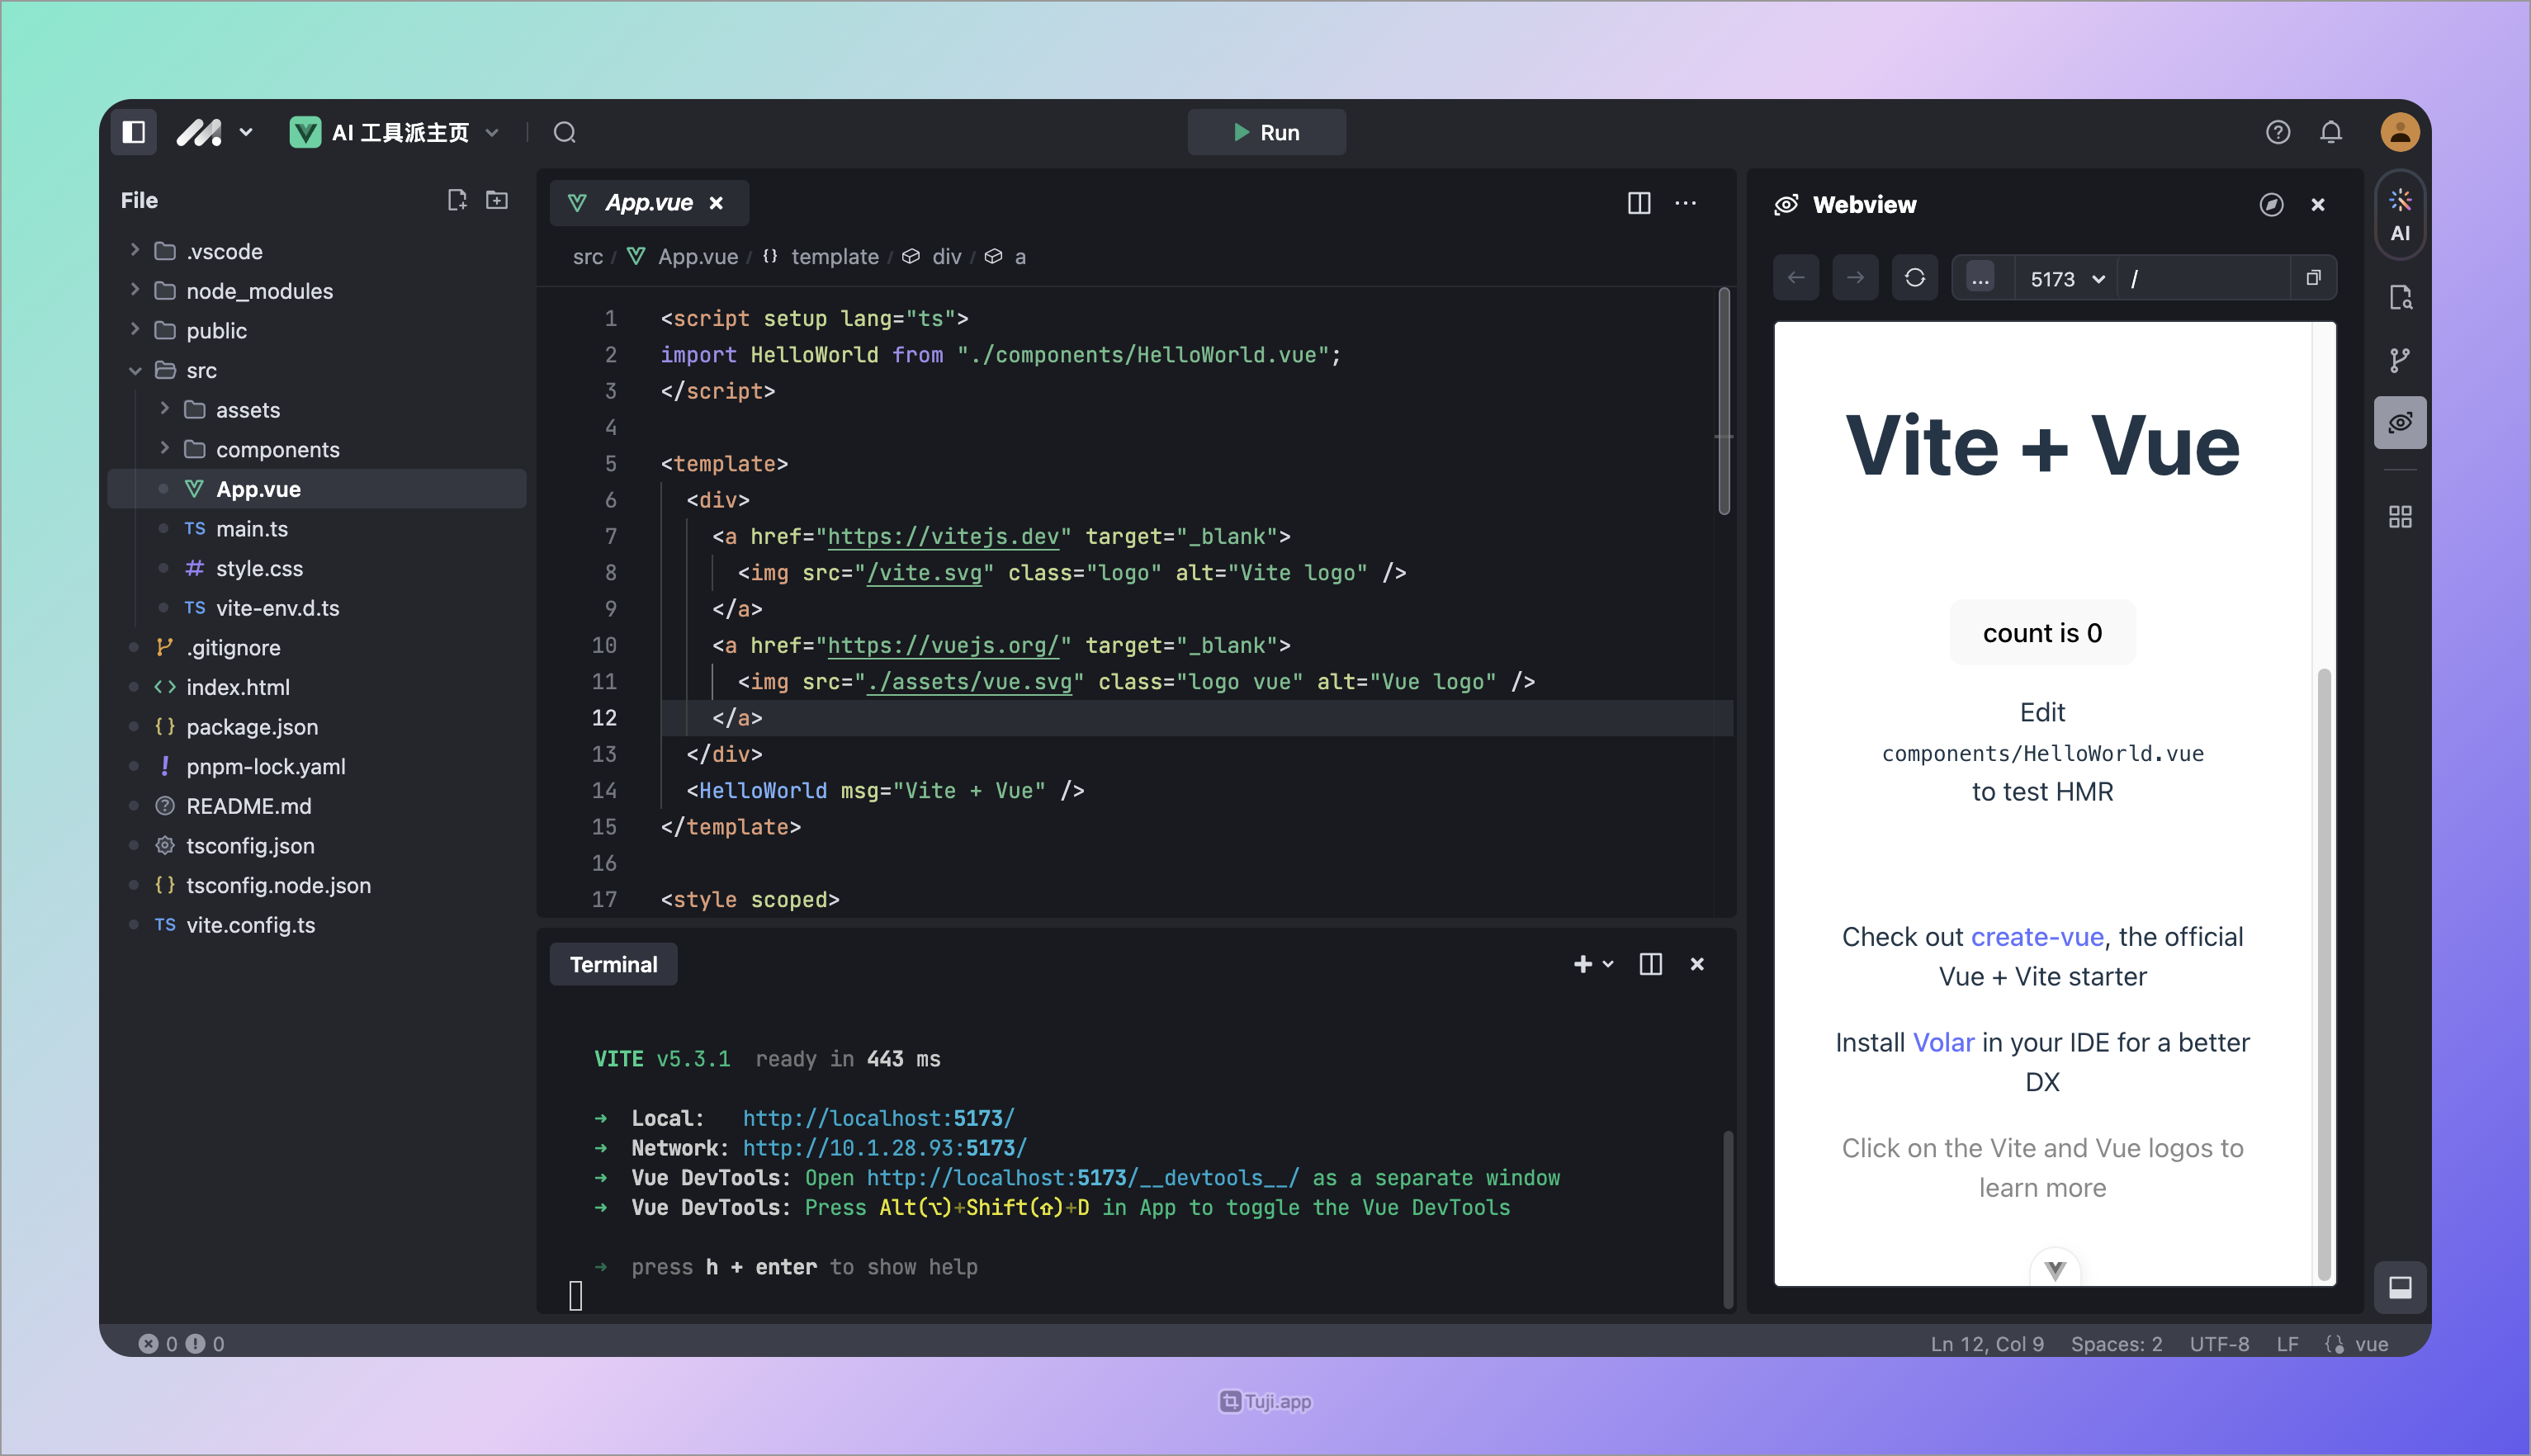 AI 工具派主页
Run
File
.vscode
node_modules
public
src
assets
components
App.vue
TS main.ts
# style.css
TS vite-env.d.ts
.gitignore
<> index.html
{} package.json
! pnpm-lock.yaml
README.md
tsconfig.json
{} tsconfig.node.json
TS vite.config.ts
App.vue
src / App.vue / {} template / div / a
1 <script setup lang="ts">
2 import HelloWorld from "./components/HelloWorld.vue";
3 </script>
4
5 <template>
6 <div>
7 <a href="https://vitejs.dev" target="_blank">
8 <img src="/vite.svg" class="logo" alt="Vite logo" />
9 </a>
10 <a href="https://vuejs.org/" target="_blank">
11 <img src="./assets/vue.svg" class="logo vue" alt="Vue logo" />
12 </a>
13 </div>
14 <HelloWorld msg="Vite + Vue" />
15 </template>
16
17 <style scoped>
Terminal
VITE v5.3.1 ready in 443 ms
➜ Local: http://localhost:5173/
➜ Network: http://10.1.28.93:5173/
➜ Vue DevTools: Open http://localhost:5173/__devtools__/ as a separate window
➜ Vue DevTools: Press Alt(⌥)+Shift(⇧)+D in App to toggle the Vue DevTools
➜ press h + enter to show help
Webview
... 5173 /
Vite + Vue
count is 0
Edit
components/HelloWorld.vue
to test HMR
Check out create-vue, the official
Vue + Vite starter
Install Volar in your IDE for a better
DX
Click on the Vite and Vue logos to
learn more
AI
0 0
Ln 12, Col 9 Spaces: 2 UTF-8 LF vue
Tuji.app